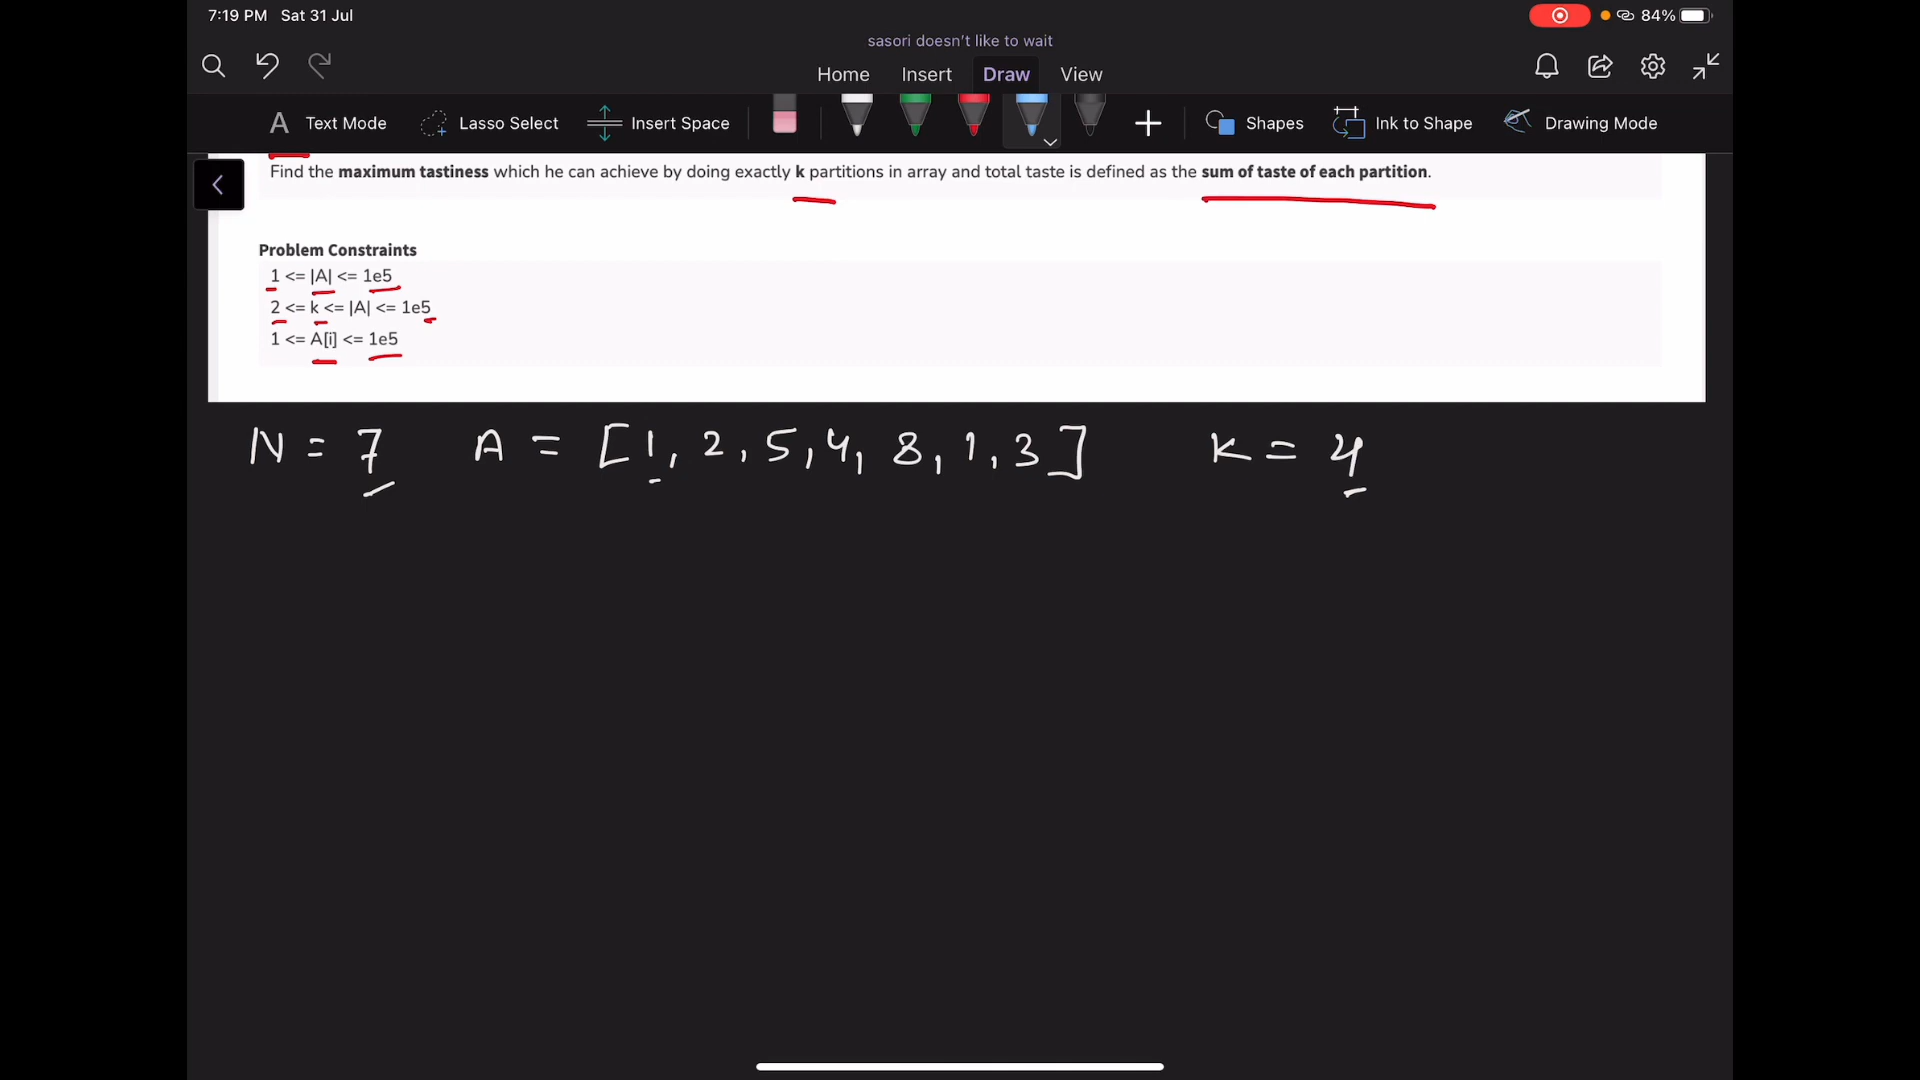 7:19 PM Sat 31 Jul
84%
sasori doesn't like to wait
Home Insert Draw View
Text Mode Lasso Select Insert Space Shapes Ink to Shape Drawing Mode
Find the maximum tastiness which he can achieve by doing exactly k partitions in array and total taste is defined as the sum of taste of each partition.
Problem Constraints
1 <= |A| <= 1e5
2 <= k <= |A| <= 1e5
1 <= A[i] <= 1e5
N = 7 A = [1, 2, 5, 4, 8, 1, 3] K = 4